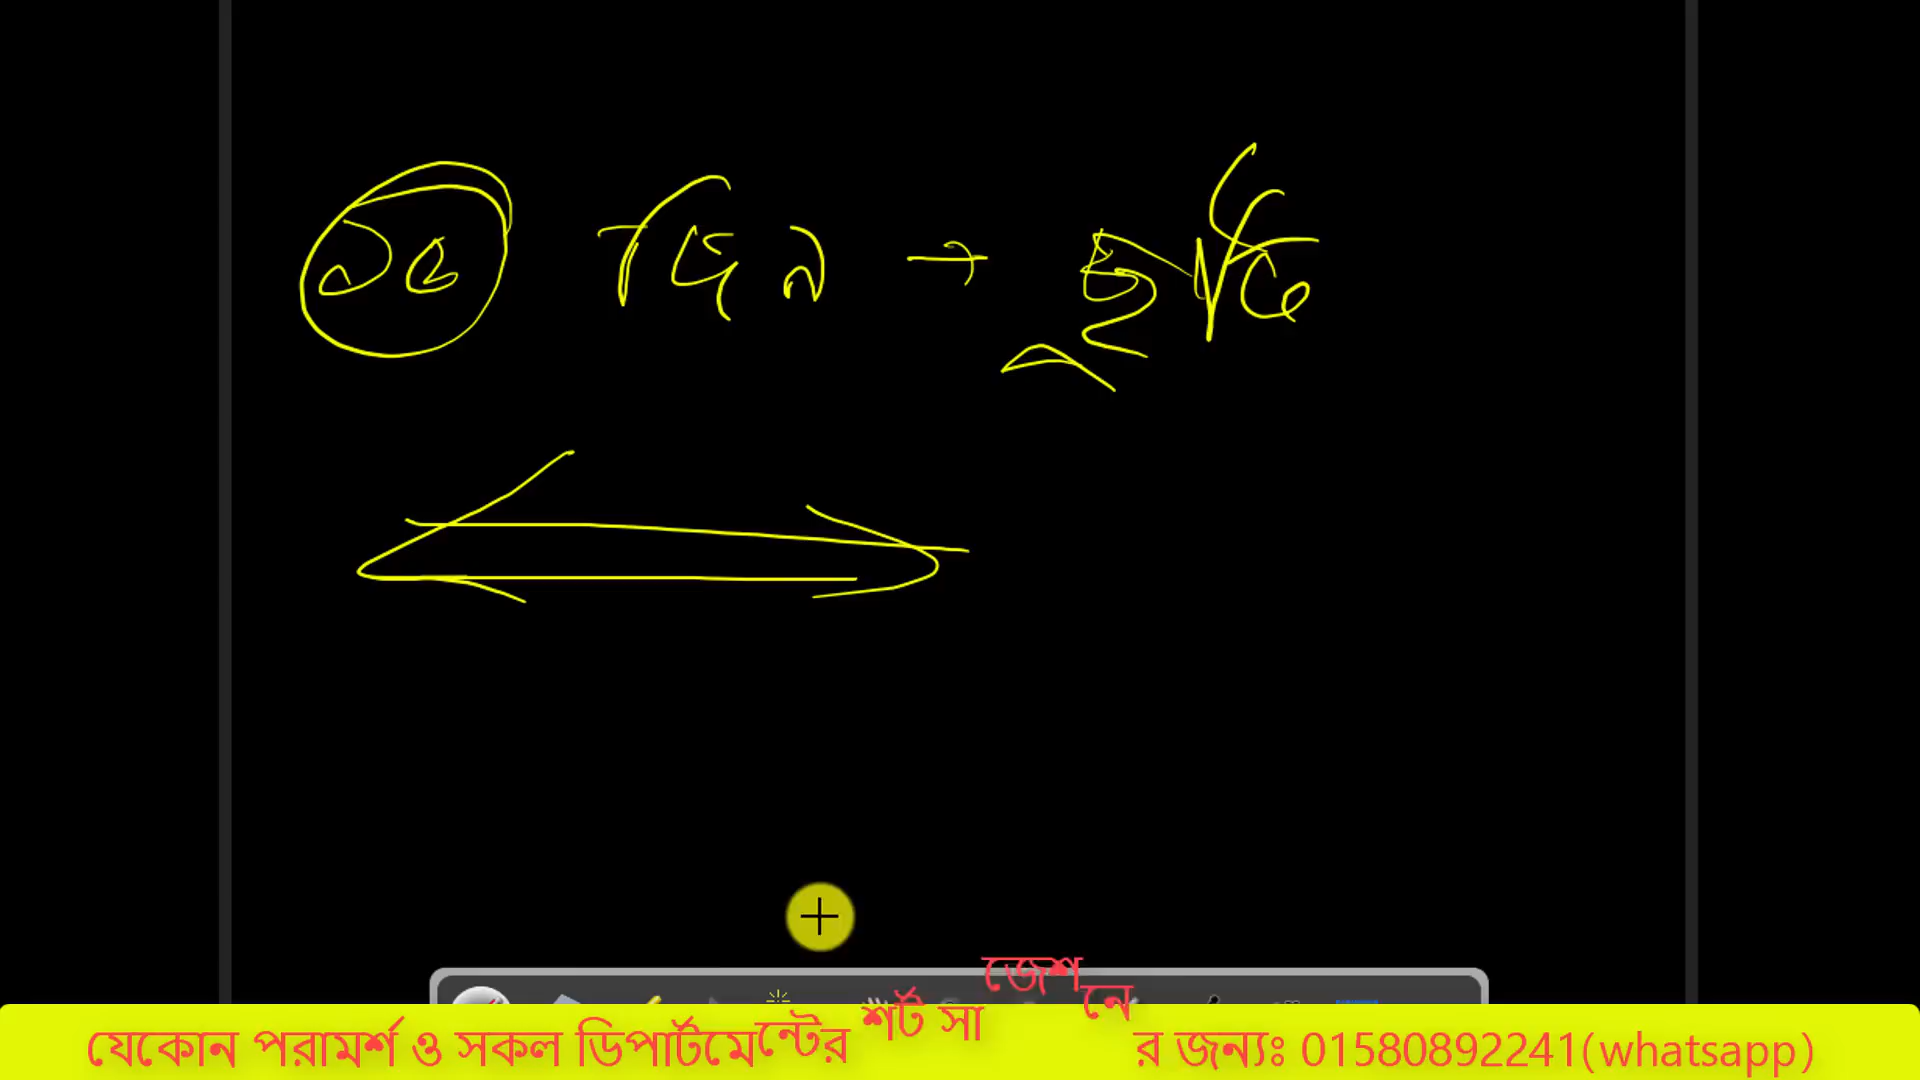 ১৫ দিন → ছুটি
যেকোন পরামর্শ ও সকল ডিপার্টমেন্টের শর্ট সাজেশনের জন্যঃ 01580892241(whatsapp)